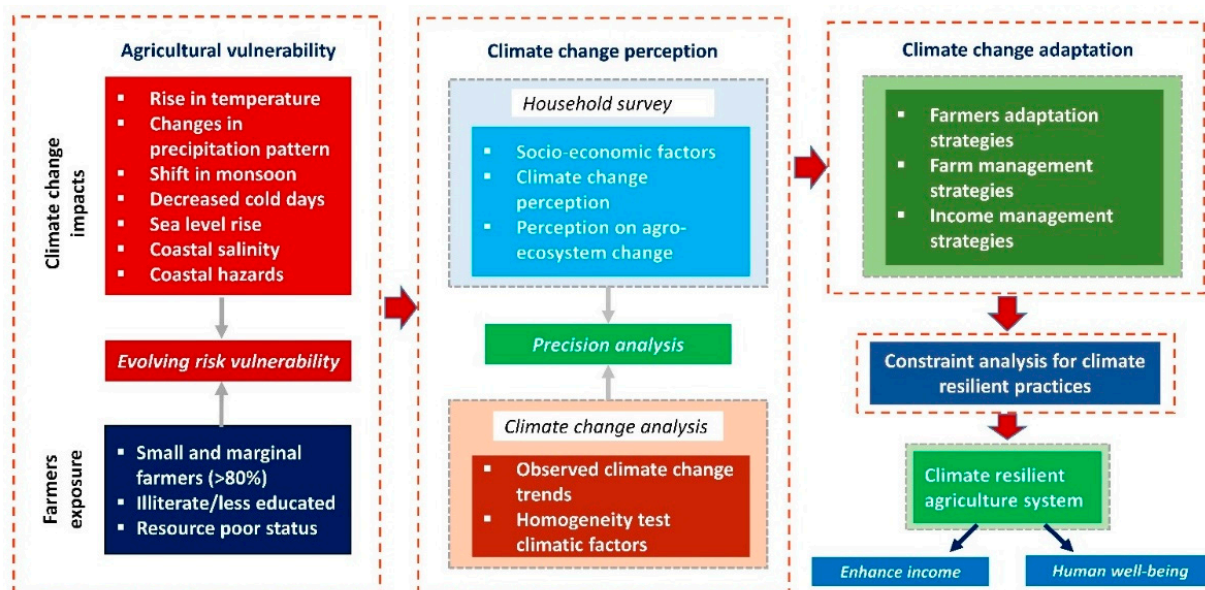 Agricultural vulnerability
Climate change
impacts
▪ Rise in temperature
▪ Changes in
precipitation pattern
▪ Shift in monsoon
▪ Decreased cold days
▪ Sea level rise
▪ Coastal salinity
▪ Coastal hazards
Evolving risk vulnerability
Farmers
exposure
▪ Small and marginal
farmers (>80%)
▪ Illiterate/less educated
▪ Resource poor status
Climate change perception
Household survey
▪ Socio-economic factors
▪ Climate change
perception
▪ Perception on agro-
ecosystem change
Precision analysis
Climate change analysis
▪ Observed climate change
trends
▪ Homogeneity test
climatic factors
Climate change adaptation
▪ Farmers adaptation
strategies
▪ Farm management
strategies
▪ Income management
strategies
Constraint analysis for climate
resilient practices
Climate resilient
agriculture system
Enhance income
Human well-being